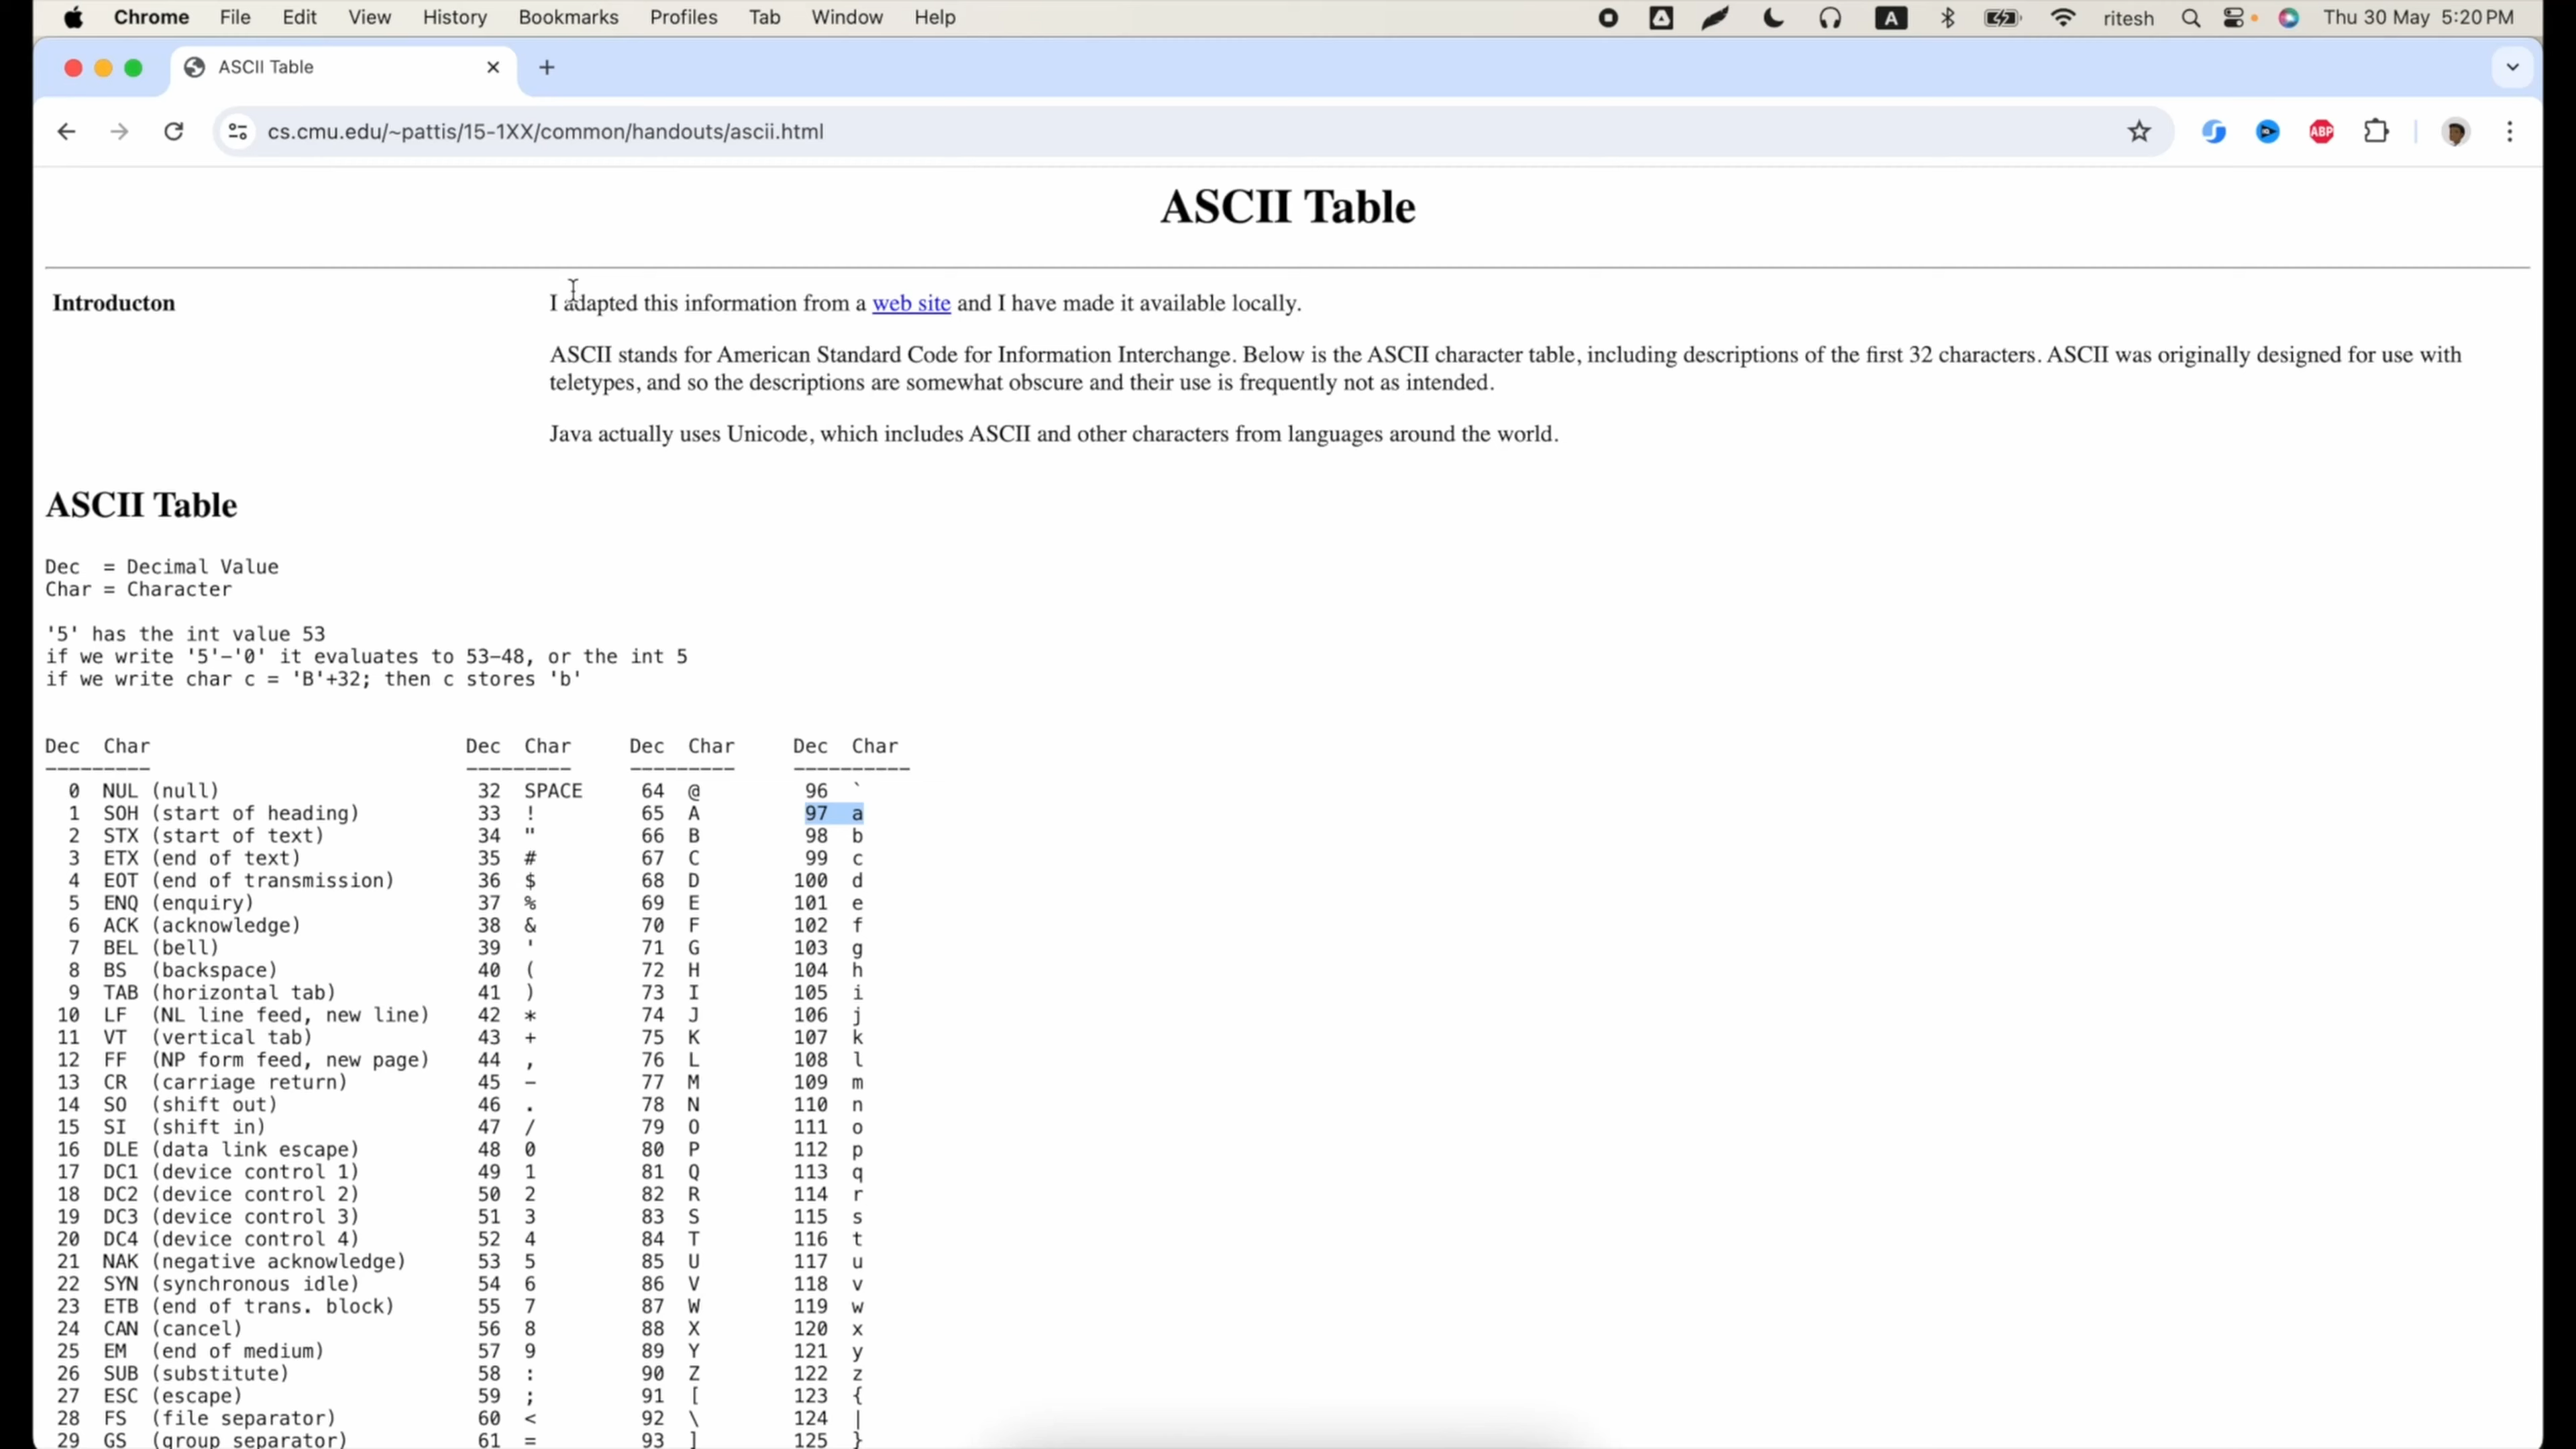 Chrome File Edit View History Bookmarks Profiles Tab Window Help A ritesh Thu 30 May 5:20 PM
ASCII Table
cs.cmu.edu/~pattis/15-1XX/common/handouts/ascii.html ABP
ASCII Table
Introducton I adapted this information from a web site and I have made it available locally.
ASCII stands for American Standard Code for Information Interchange. Below is the ASCII character table, including descriptions of the first 32 characters. ASCII was originally designed for use with
teletypes, and so the descriptions are somewhat obscure and their use is frequently not as intended.
Java actually uses Unicode, which includes ASCII and other characters from languages around the world.
ASCII Table
Dec = Decimal Value
Char = Character
'5' has the int value 53
if we write '5'-'0' it evaluates to 53-48, or the int 5
if we write char c = 'B'+32; then c stores 'b'
Dec Char Dec Char Dec Char Dec Char
--------- --------- --------- ----------
0 NUL (null) 32 SPACE 64 @ 96 `
1 SOH (start of heading) 33 ! 65 A 97 a
2 STX (start of text) 34 " 66 B 98 b
3 ETX (end of text) 35 # 67 C 99 c
4 EOT (end of transmission) 36 $ 68 D 100 d
5 ENQ (enquiry) 37 % 69 E 101 e
6 ACK (acknowledge) 38 & 70 F 102 f
7 BEL (bell) 39 ' 71 G 103 g
8 BS (backspace) 40 ( 72 H 104 h
9 TAB (horizontal tab) 41 ) 73 I 105 i
10 LF (NL line feed, new line) 42 * 74 J 106 j
11 VT (vertical tab) 43 + 75 K 107 k
12 FF (NP form feed, new page) 44 , 76 L 108 l
13 CR (carriage return) 45 - 77 M 109 m
14 SO (shift out) 46 . 78 N 110 n
15 SI (shift in) 47 / 79 O 111 o
16 DLE (data link escape) 48 0 80 P 112 p
17 DC1 (device control 1) 49 1 81 Q 113 q
18 DC2 (device control 2) 50 2 82 R 114 r
19 DC3 (device control 3) 51 3 83 S 115 s
20 DC4 (device control 4) 52 4 84 T 116 t
21 NAK (negative acknowledge) 53 5 85 U 117 u
22 SYN (synchronous idle) 54 6 86 V 118 v
23 ETB (end of trans. block) 55 7 87 W 119 w
24 CAN (cancel) 56 8 88 X 120 x
25 EM (end of medium) 57 9 89 Y 121 y
26 SUB (substitute) 58 : 90 Z 122 z
27 ESC (escape) 59 ; 91 [ 123 {
28 FS (file separator) 60 < 92 \ 124 |
29 GS (group separator) 61 = 93 ] 125 }